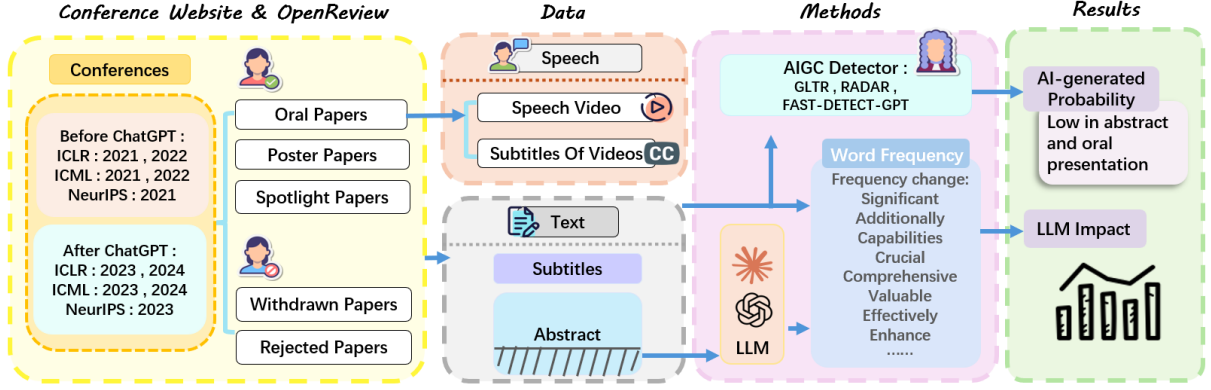 Conference Website & OpenReview
Data
Methods
Results
Conferences
Before ChatGPT :
ICLR : 2021 , 2022
ICML : 2021 , 2022
NeurIPS : 2021
After ChatGPT :
ICLR : 2023 , 2024
ICML : 2023 , 2024
NeurIPS : 2023
Oral Papers
Poster Papers
Spotlight Papers
Withdrawn Papers
Rejected Papers
Speech
Speech Video
Subtitles Of Videos
CC
Text
Subtitles
Abstract
AIGC Detector :
GLTR , RADAR ,
FAST-DETECT-GPT
LLM
Word Frequency
Frequency change:
Significant
Additionally
Capabilities
Crucial
Comprehensive
Valuable
Effectively
Enhance
......
AI-generated
Probability
Low in abstract
and oral
presentation
LLM Impact